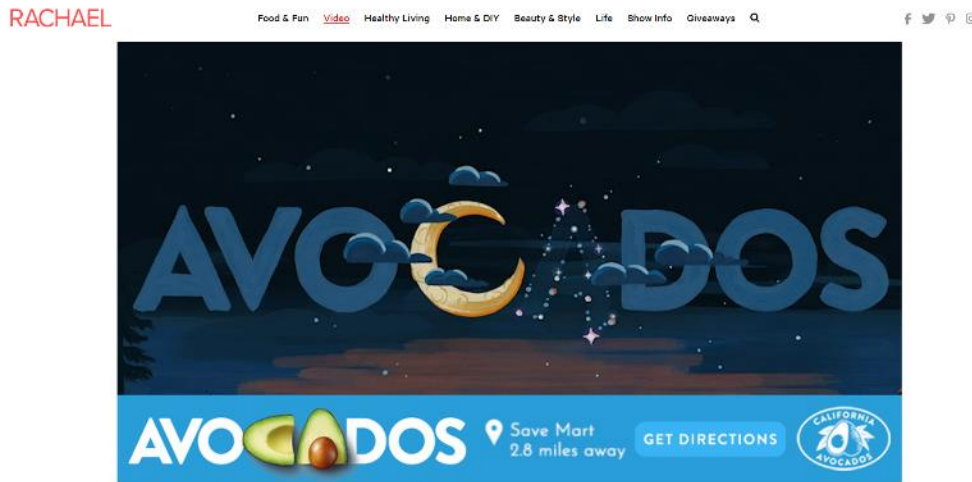 RACHAEL
Food & Fun Video Healthy Living Home & DIY Beauty & Style Life Show Info Giveaways
AVOCADOS
AVOCADOS
Save Mart
2.8 miles away
GET DIRECTIONS
CALIFORNIA
AVOCADOS